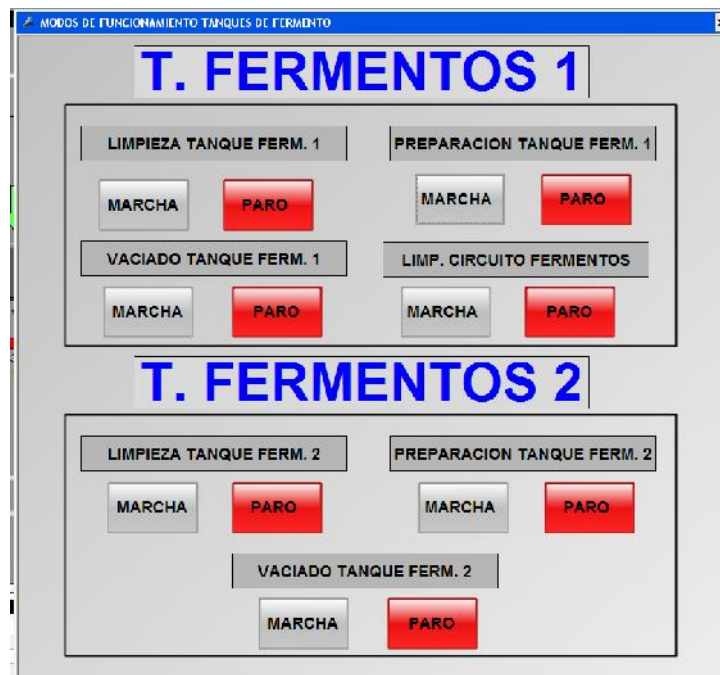 MODOS DE FUNCIONAMIENTO TANQUES DE FERMENTO
T. FERMENTOS 1
LIMPIEZA TANQUE FERM. 1
PREPARACION TANQUE FERM. 1
MARCHA PARO
MARCHA PARO
VACIADO TANQUE FERM. 1
LIMP. CIRCUITO FERMENTOS
MARCHA PARO
MARCHA PARO
T. FERMENTOS 2
LIMPIEZA TANQUE FERM. 2
PREPARACION TANQUE FERM. 2
MARCHA PARO
MARCHA PARO
VACIADO TANQUE FERM. 2
MARCHA PARO